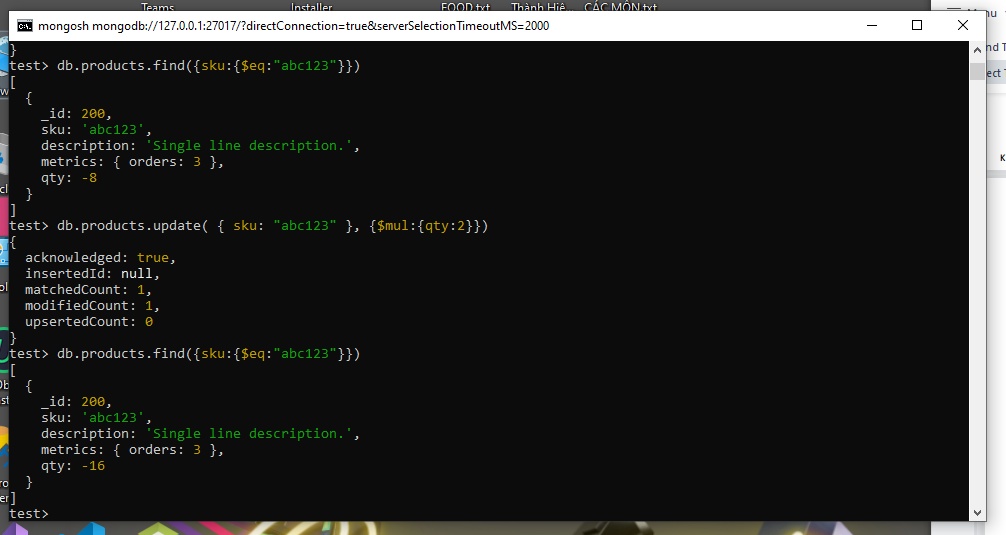 Teams
Installer
FOOD.txt
Thành Hiê...
CÁC MÓN.txt
mongosh mongodb://127.0.0.1:27017/?directConnection=true&serverSelectionTimeoutMS=2000
}
test> db.products.find({sku:{$eq:"abc123"}})
[
  {
    _id: 200,
    sku: 'abc123',
    description: 'Single line description.',
    metrics: { orders: 3 },
    qty: -8
  }
]
test> db.products.update( { sku: "abc123" }, {$mul:{qty:2}})
{
  acknowledged: true,
  insertedId: null,
  matchedCount: 1,
  modifiedCount: 1,
  upsertedCount: 0
}
test> db.products.find({sku:{$eq:"abc123"}})
[
  {
    _id: 200,
    sku: 'abc123',
    description: 'Single line description.',
    metrics: { orders: 3 },
    qty: -16
  }
]
test>